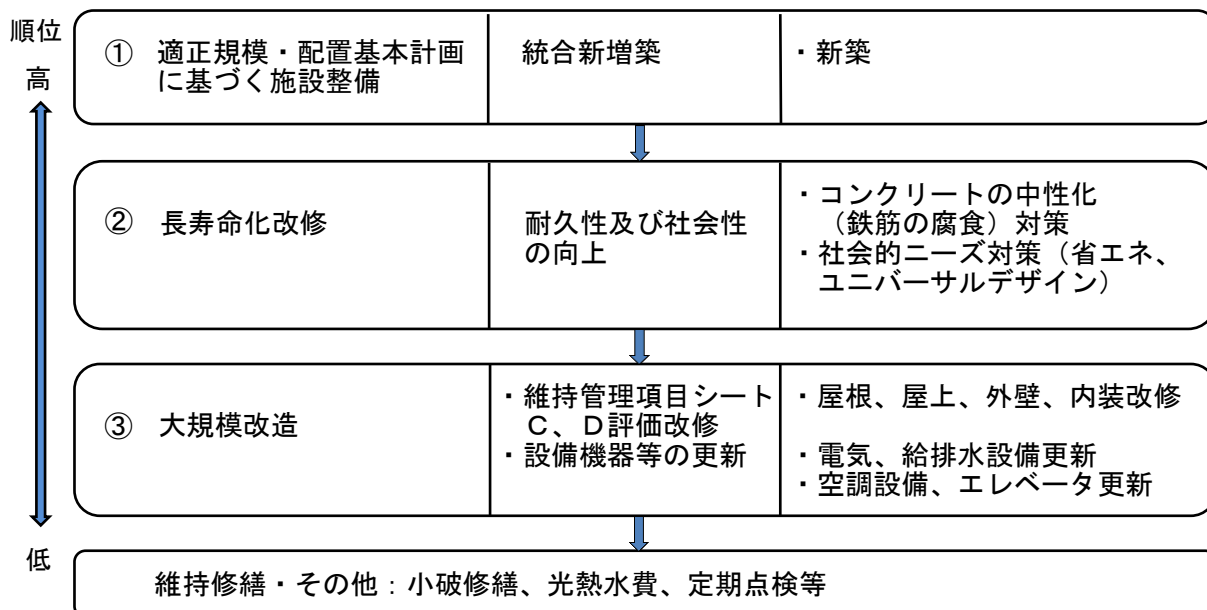 順位
高
① 適正規模・配置基本計画
に基づく施設整備
統合新増築
・新築
② 長寿命化改修
耐久性及び社会性
の向上
・コンクリートの中性化
（鉄筋の腐食）対策
・社会的ニーズ対策（省エネ、
ユニバーサルデザイン）
③ 大規模改造
・維持管理項目シート
Ｃ、Ｄ評価改修
・設備機器等の更新
・屋根、屋上、外壁、内装改修
・電気、給排水設備更新
・空調設備、エレベータ更新
低
維持修繕・その他：小破修繕、光熱水費、定期点検等